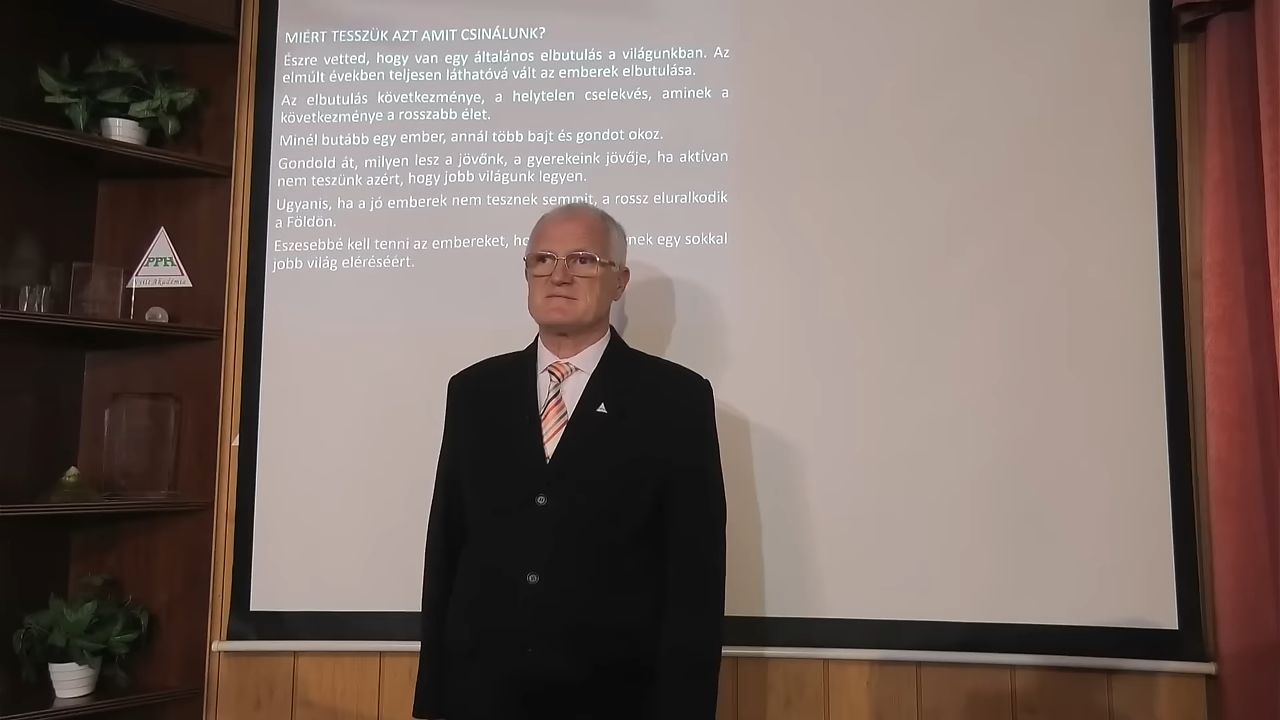 MIÉRT TESSZÜK AZT AMIT CSINÁLUNK?
Észre vetted, hogy van egy általános elbutulás a világunkban. Az
elmúlt években teljesen láthatóvá vált az emberek elbutulása.
Az elbutulás következménye, a helytelen cselekvés, aminek a
következménye a rosszabb élet.
Minél butább egy ember, annál több bajt és gondot okoz.
Gondold át, milyen lesz a jövőnk, a gyerekeink jövője, ha aktívan
nem teszünk azért, hogy jobb világunk legyen.
Ugyanis, ha a jó emberek nem tesznek semmit, a rossz eluralkodik
a Földön.
Eszesebbé kell tenni az embereket, egy sokkal
jobb világ eléréséért.
PPH
Akadémia